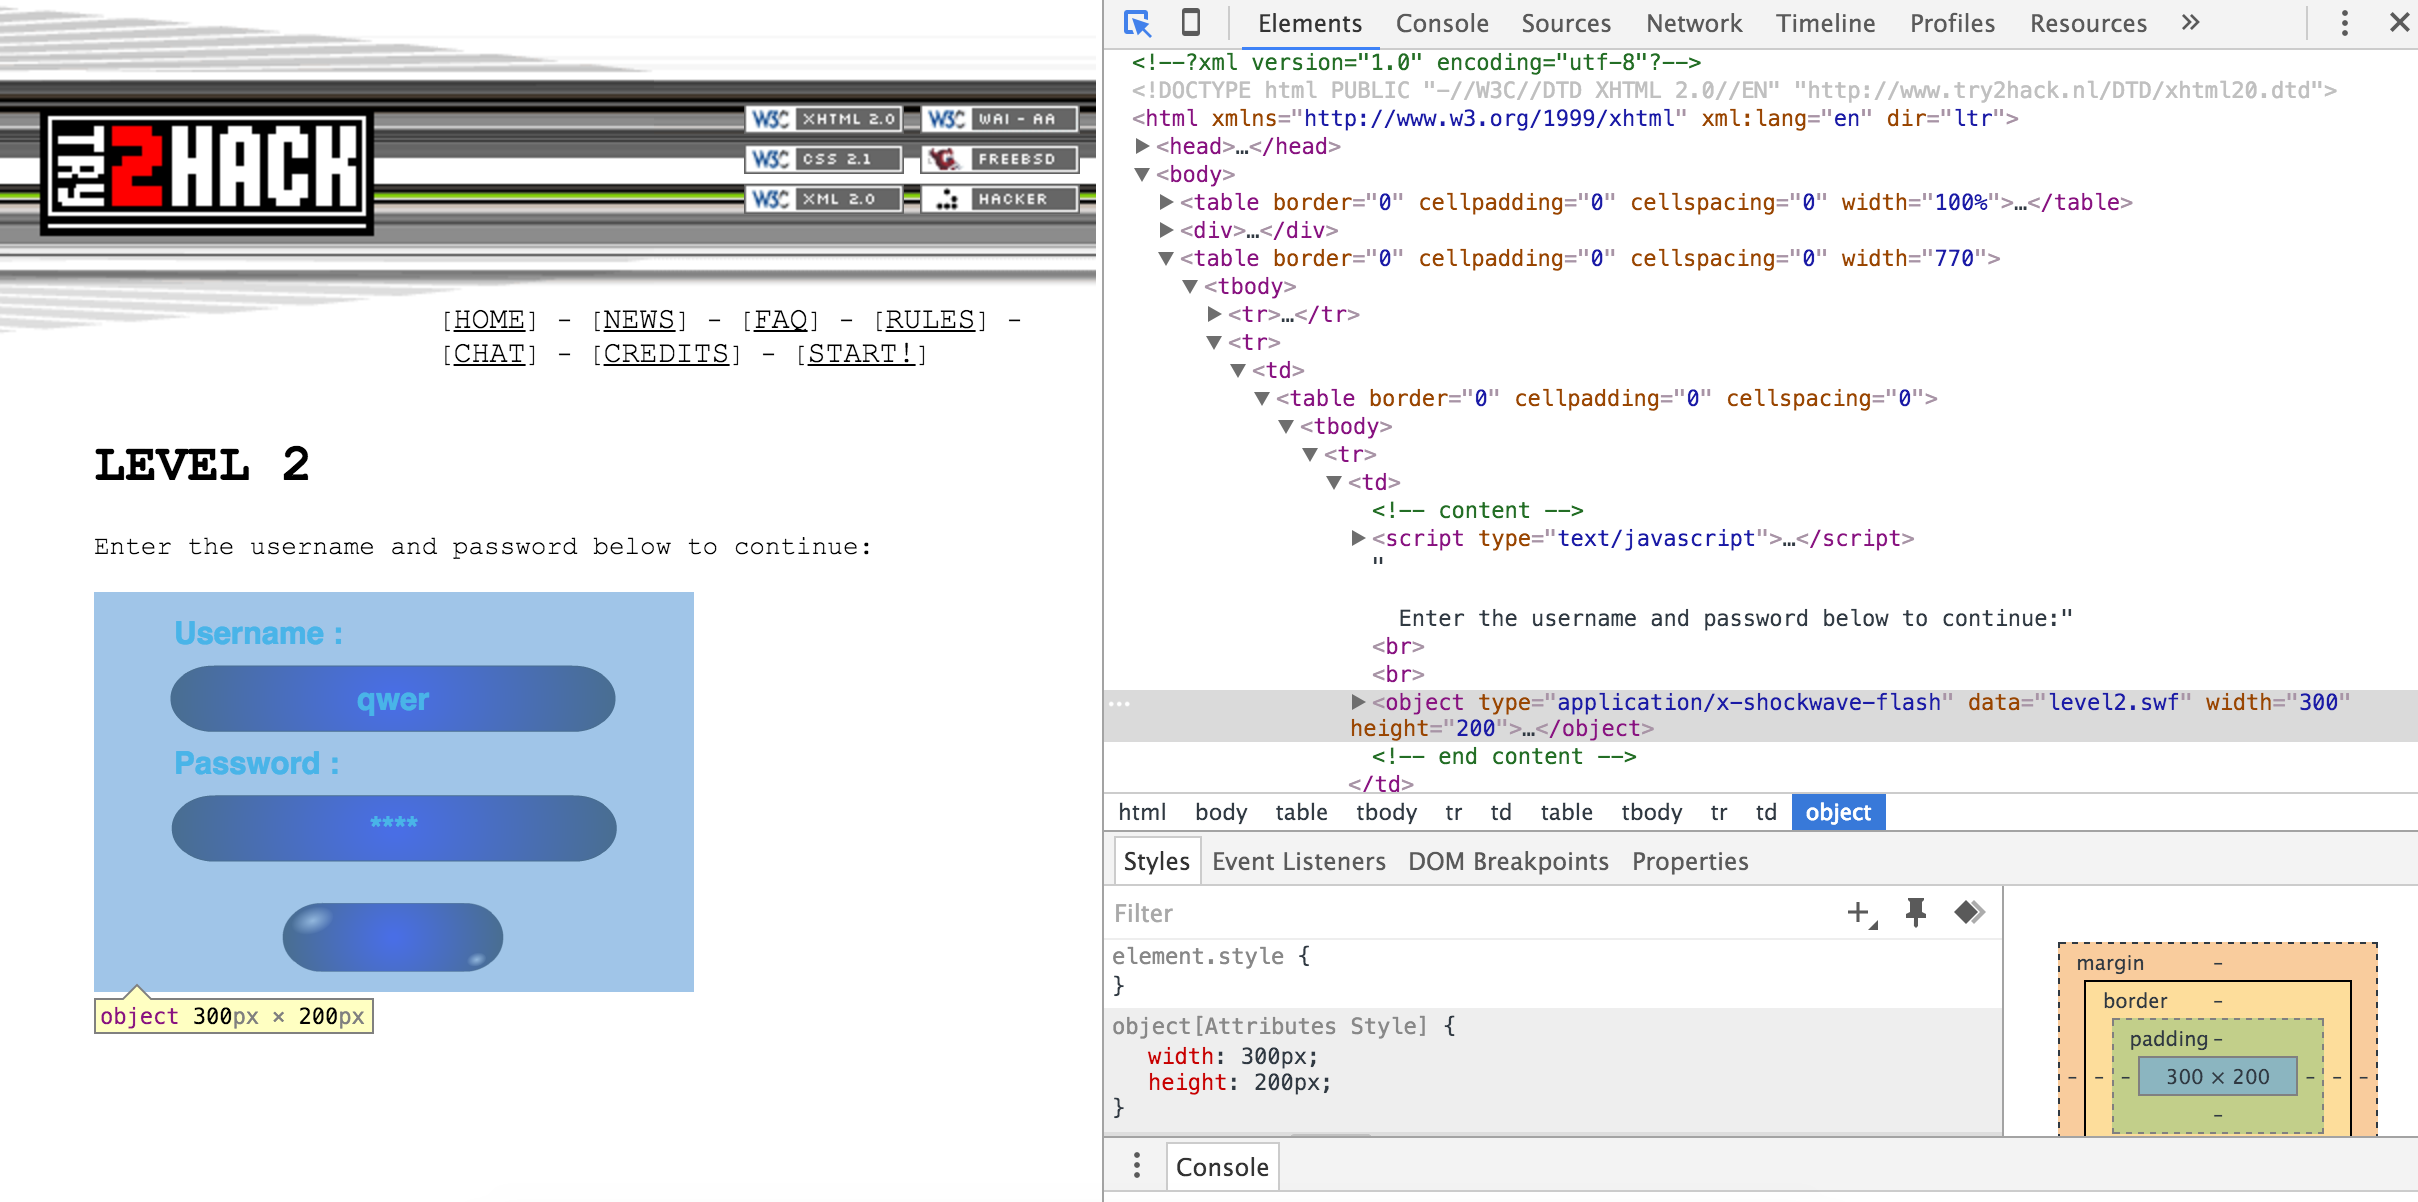 TRY2HACK
W3C XHTML 2.0
W3C WAI - AA
W3C CSS 2.1
FREEBSD
W3C XML 2.0
HACKER
[HOME] - [NEWS] - [FAQ] - [RULES] -
[CHAT] - [CREDITS] - [START!]
LEVEL 2
Enter the username and password below to continue:
Username :
qwer
Password :
****
object 300px × 200px
Elements Console Sources Network Timeline Profiles Resources »
<!--?xml version="1.0" encoding="utf-8"?-->
<!DOCTYPE html PUBLIC "-//W3C//DTD XHTML 2.0//EN" "http://www.try2hack.nl/DTD/xhtml20.dtd">
<html xmlns="http://www.w3.org/1999/xhtml" xml:lang="en" dir="ltr">
<head>…</head>
<body>
<table border="0" cellpadding="0" cellspacing="0" width="100%">…</table>
<div>…</div>
<table border="0" cellpadding="0" cellspacing="0" width="770">
<tbody>
<tr>…</tr>
<tr>
<td>
<table border="0" cellpadding="0" cellspacing="0">
<tbody>
<tr>
<td>
<!-- content -->
<script type="text/javascript">…</script>
"
Enter the username and password below to continue:"
<br>
<br>
<object type="application/x-shockwave-flash" data="level2.swf" width="300"
height="200">…</object>
<!-- end content -->
</td>
html body table tbody tr td table tbody tr td object
Styles Event Listeners DOM Breakpoints Properties
Filter
element.style {
}
object[Attributes Style] {
width: 300px;
height: 200px;
}
margin -
border -
padding -
- - - 300 × 200 - - -
-
Console